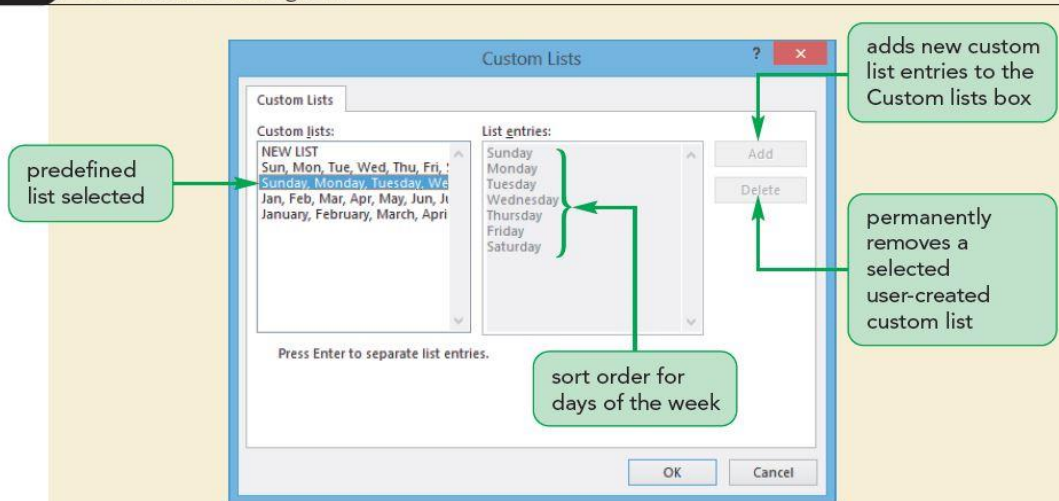 Custom Lists
?
adds new custom
list entries to the
Custom lists box
Custom Lists
Custom lists:
List entries:
NEW LIST
Sun, Mon, Tue, Wed, Thu, Fri,
Sunday, Monday, Tuesday, We
Jan, Feb, Mar, Apr, May, Jun, Ju
January, February, March, Apri
Sunday
Monday
Tuesday
Wednesday
Thursday
Friday
Saturday
Add
Delete
predefined
list selected
permanently
removes a
selected
user-created
custom list
Press Enter to separate list entries.
sort order for
days of the week
OK
Cancel